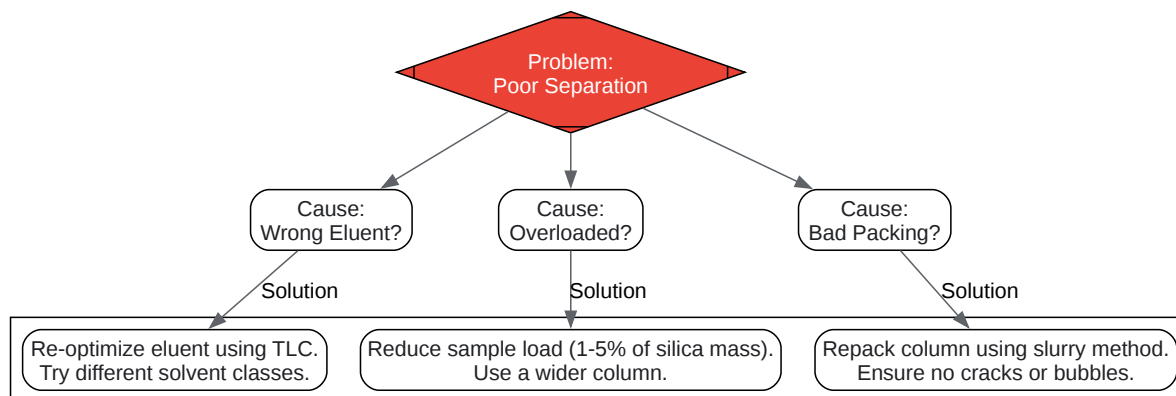 Problem:
Poor Separation
Cause:
Wrong Eluent?
Cause:
Overloaded?
Cause:
Bad Packing?
Solution
Solution
Solution
Re-optimize eluent using TLC.
Try different solvent classes.
Reduce sample load (1-5% of silica mass).
Use a wider column.
Repack column using slurry method.
Ensure no cracks or bubbles.